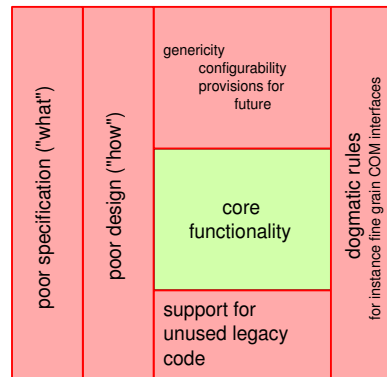 poor specification ("what")
poor design ("how")
genericity
configurability
provisions for
future
core
functionality
support for
unused legacy
code
dogmatic rules
for instance fine grain COM interfaces